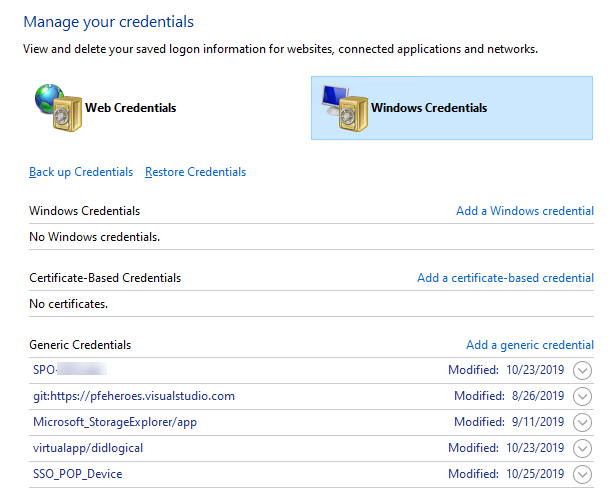 Manage your credentials
View and delete your saved logon information for websites, connected applications and networks.
Web Credentials Windows Credentials
Back up Credentials Restore Credentials
Windows Credentials Add a Windows credential
No Windows credentials.
Certificate-Based Credentials Add a certificate-based credential
No certificates.
Generic Credentials Add a generic credential
SPO- Modified: 10/23/2019
git:https://pfeheroes.visualstudio.com Modified: 8/26/2019
Microsoft_StorageExplorer/app Modified: 9/11/2019
virtualapp/didlogical Modified: 10/23/2019
SSO_POP_Device Modified: 10/25/2019